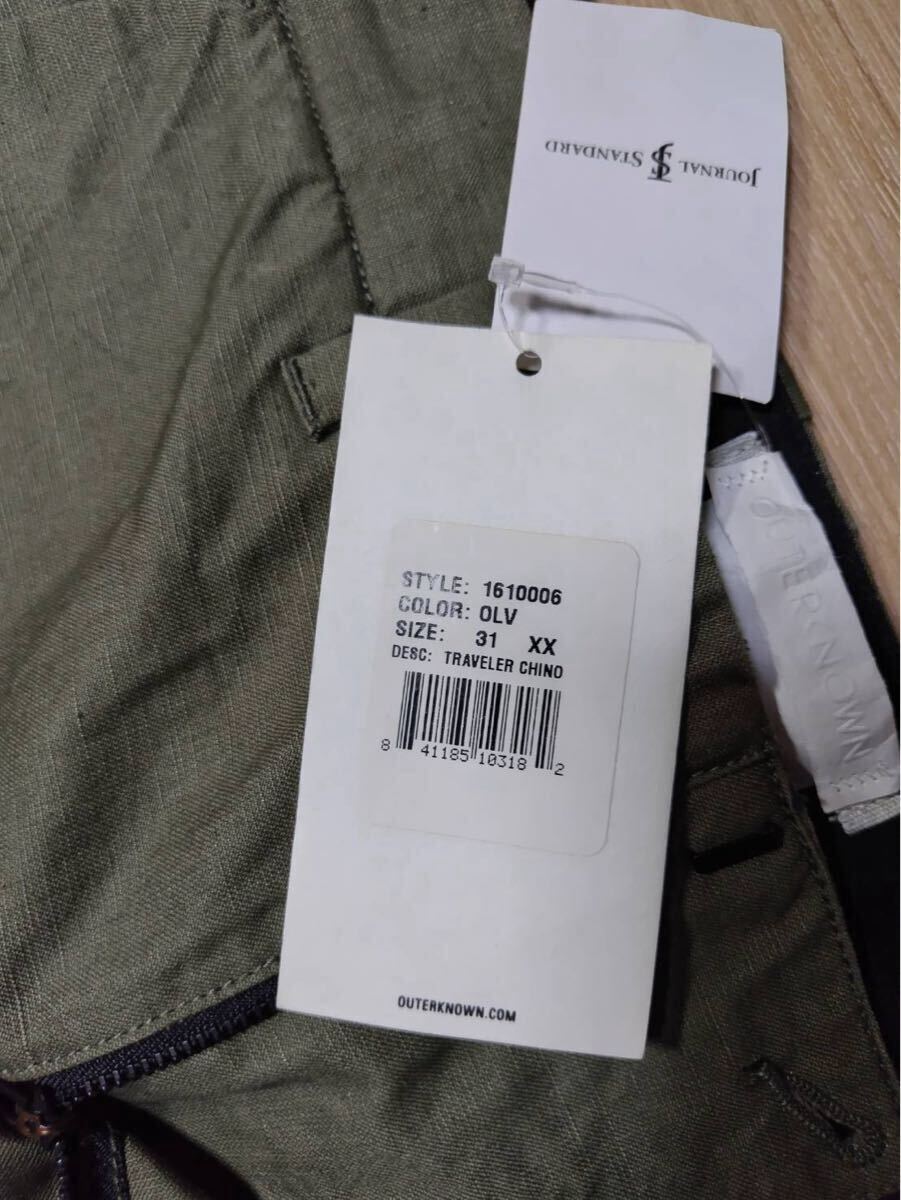 JOURNAL JS STANDARD
OUTERKNOWN
STYLE: 1610006
COLOR: OLV
SIZE: 31 XX
DESC: TRAVELER CHINO
8 41185 10318 2
OUTERKNOWN.COM